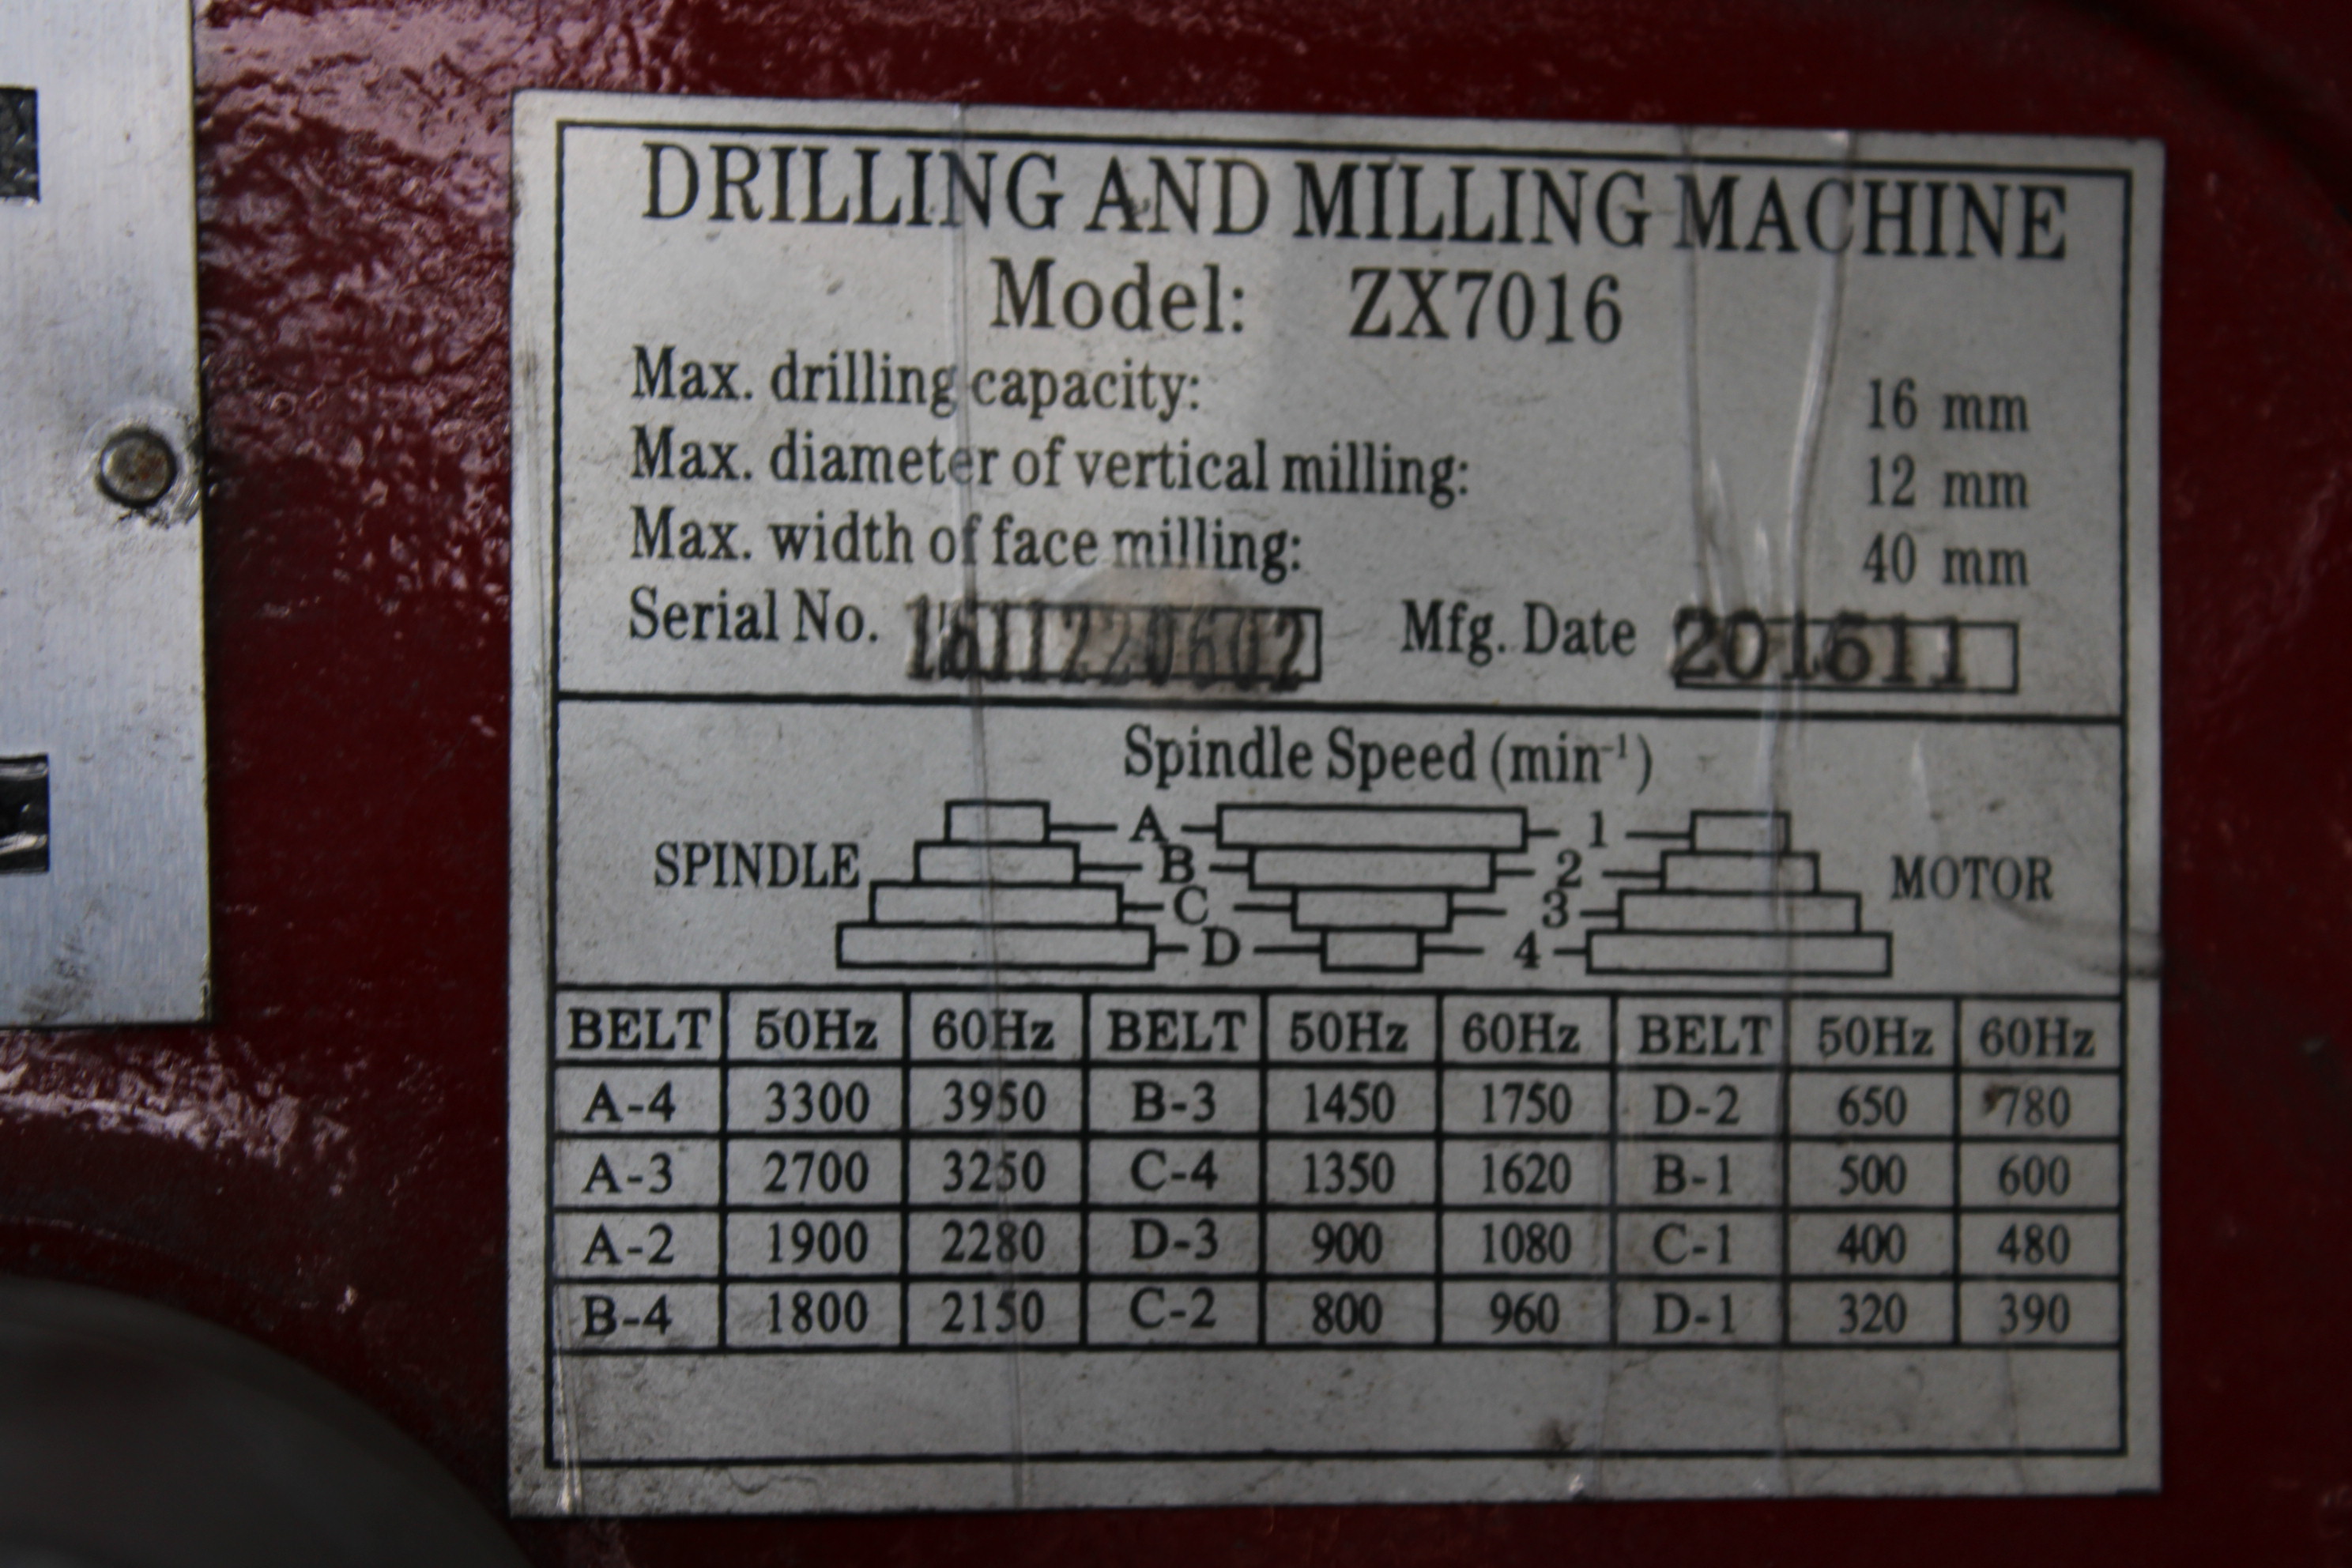 DRILLING AND MILLING MACHINE
Model: ZX7016
Max. drilling capacity: 16 mm
Max. diameter of vertical milling: 12 mm
Max. width of face milling: 40 mm
Serial No. 1611220602 Mfg. Date 201611
Spindle Speed (min⁻¹)
A 1
SPINDLE B 2 MOTOR
C 3
D 4
BELT 50Hz 60Hz BELT 50Hz 60Hz BELT 50Hz 60Hz
A-4 3300 3950 B-3 1450 1750 D-2 650 780
A-3 2700 3250 C-4 1350 1620 B-1 500 600
A-2 1900 2280 D-3 900 1080 C-1 400 480
B-4 1800 2150 C-2 800 960 D-1 320 390